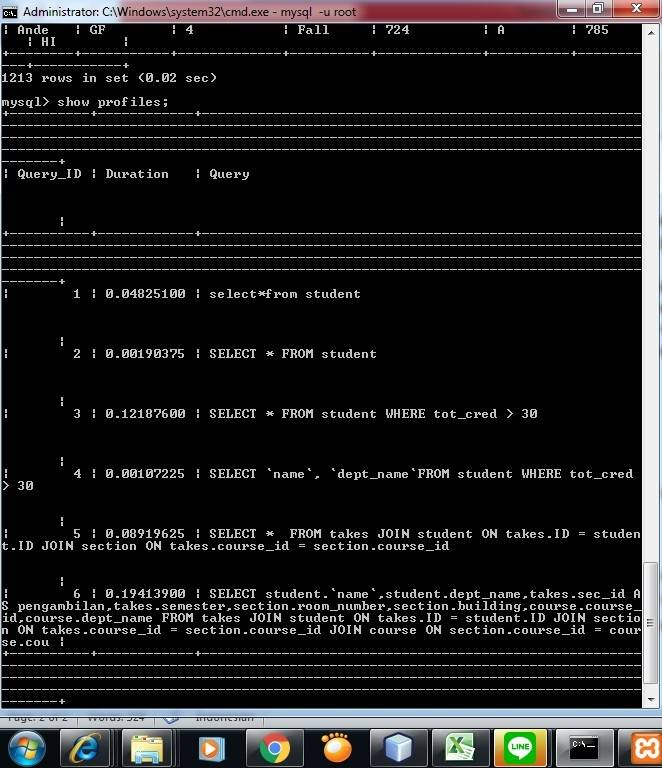 Administrator: C:\Windows\system32\cmd.exe - mysql -u root
| Ande | GF | 4 | Fall | 724 | A | 785
| HI |
1213 rows in set (0.02 sec)
mysql> show profiles;
| Query_ID | Duration | Query
|
| 1 | 0.04825100 | select*from student
|
| 2 | 0.00190375 | SELECT * FROM student
|
| 3 | 0.12187600 | SELECT * FROM student WHERE tot_cred > 30
|
| 4 | 0.00107225 | SELECT `name`, `dept_name`FROM student WHERE tot_cred
> 30
|
| 5 | 0.08919625 | SELECT *  FROM takes JOIN student ON takes.ID = studen
t.ID JOIN section ON takes.course_id = section.course_id
|
| 6 | 0.19413900 | SELECT student.`name`,student.dept_name,takes.sec_id A
S pengambilan,takes.semester,section.room_number,section.building,course.course_
id,course.dept_name FROM takes JOIN student ON takes.ID = student.ID JOIN sectio
n ON takes.course_id = section.course_id JOIN course ON section.course_id = cour
se.cou |
Page: 2 of 2 Words: 324 Indonesian
LINE